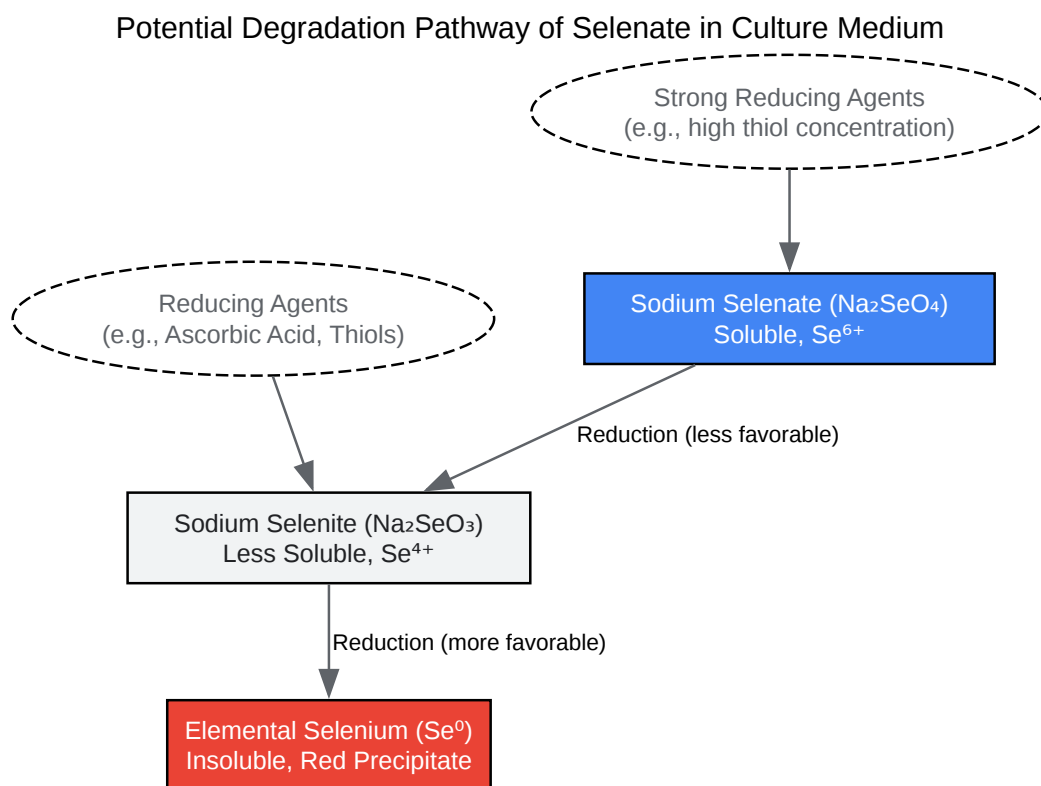 Potential Degradation Pathway of Selenate in Culture Medium
Strong Reducing Agents
(e.g., high thiol concentration)
Sodium Selenate (Na₂SeO₄)
Soluble, Se⁶⁺
Reducing Agents
(e.g., Ascorbic Acid, Thiols)
Reduction (less favorable)
Sodium Selenite (Na₂SeO₃)
Less Soluble, Se⁴⁺
Reduction (more favorable)
Elemental Selenium (Se⁰)
Insoluble, Red Precipitate